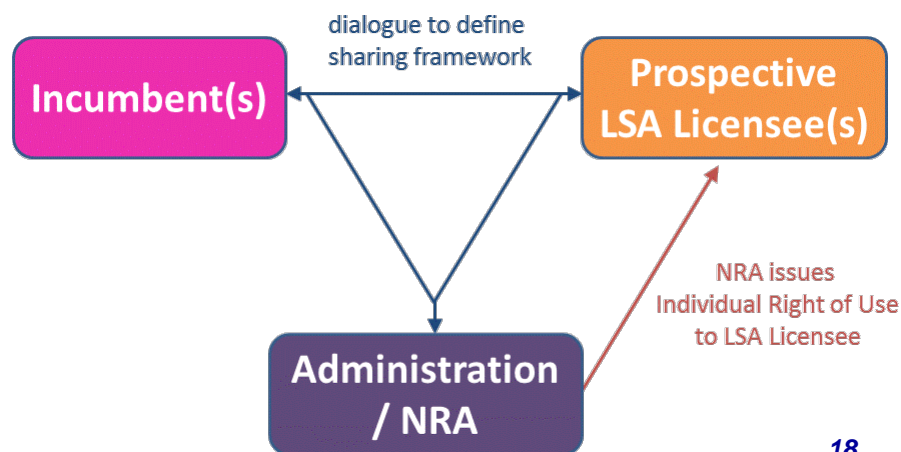 dialogue to define
sharing framework
Incumbent(s)
Prospective
LSA Licensee(s)
NRA issues
Individual Right of Use
to LSA Licensee
Administration
/ NRA
18